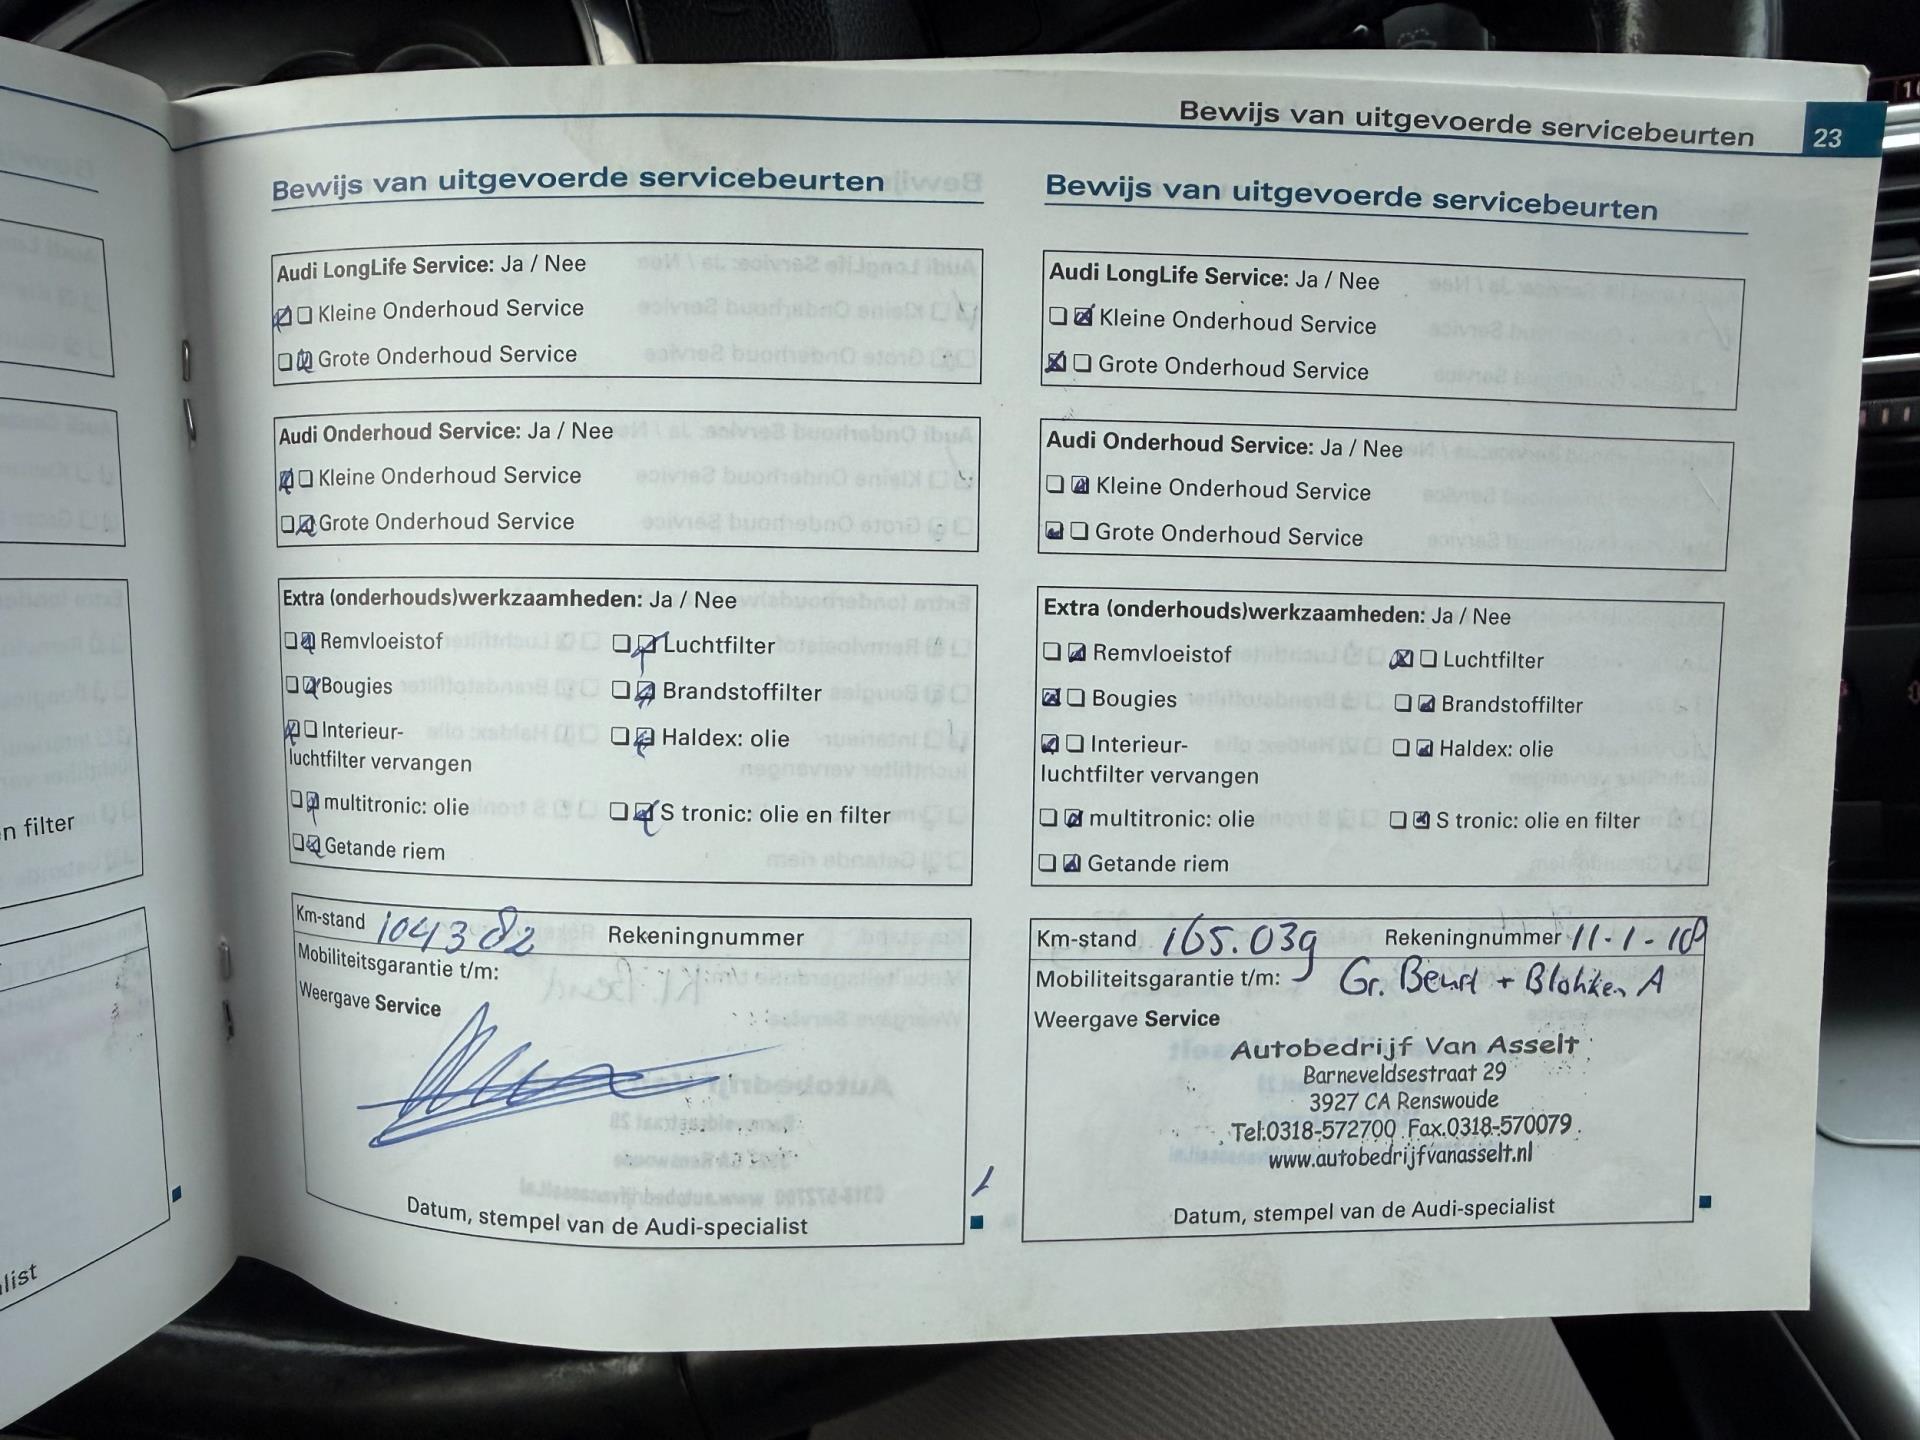 Bewijs van uitgevoerde servicebeurten 23
Bewijs van uitgevoerde servicebeurten
Audi LongLife Service: Ja / Nee
Kleine Onderhoud Service
Grote Onderhoud Service
Audi Onderhoud Service: Ja / Nee
Kleine Onderhoud Service
Grote Onderhoud Service
Extra (onderhouds)werkzaamheden: Ja / Nee
Remvloeistof Luchtfilter
Bougies Brandstoffilter
Interieur- Haldex: olie
luchtfilter vervangen
multitronic: olie S tronic: olie en filter
Getande riem
Km-stand 104382 Rekeningnummer
Mobiliteitsgarantie t/m:
Weergave Service
Datum, stempel van de Audi-specialist
Bewijs van uitgevoerde servicebeurten
Audi LongLife Service: Ja / Nee
Kleine Onderhoud Service
Grote Onderhoud Service
Audi Onderhoud Service: Ja / Nee
Kleine Onderhoud Service
Grote Onderhoud Service
Extra (onderhouds)werkzaamheden: Ja / Nee
Remvloeistof Luchtfilter
Bougies Brandstoffilter
Interieur- Haldex: olie
luchtfilter vervangen
multitronic: olie S tronic: olie en filter
Getande riem
Km-stand 165.039 Rekeningnummer 11-1-18
Mobiliteitsgarantie t/m: Gr. Beurt + A
Weergave Service
Autobedrijf Van Asselt
Barneveldsestraat 29
3927 CA Renswoude
Tel:0318-572700 Fax.0318-570079
www.autobedrijfvanasselt.nl
Datum, stempel van de Audi-specialist
n filter
list